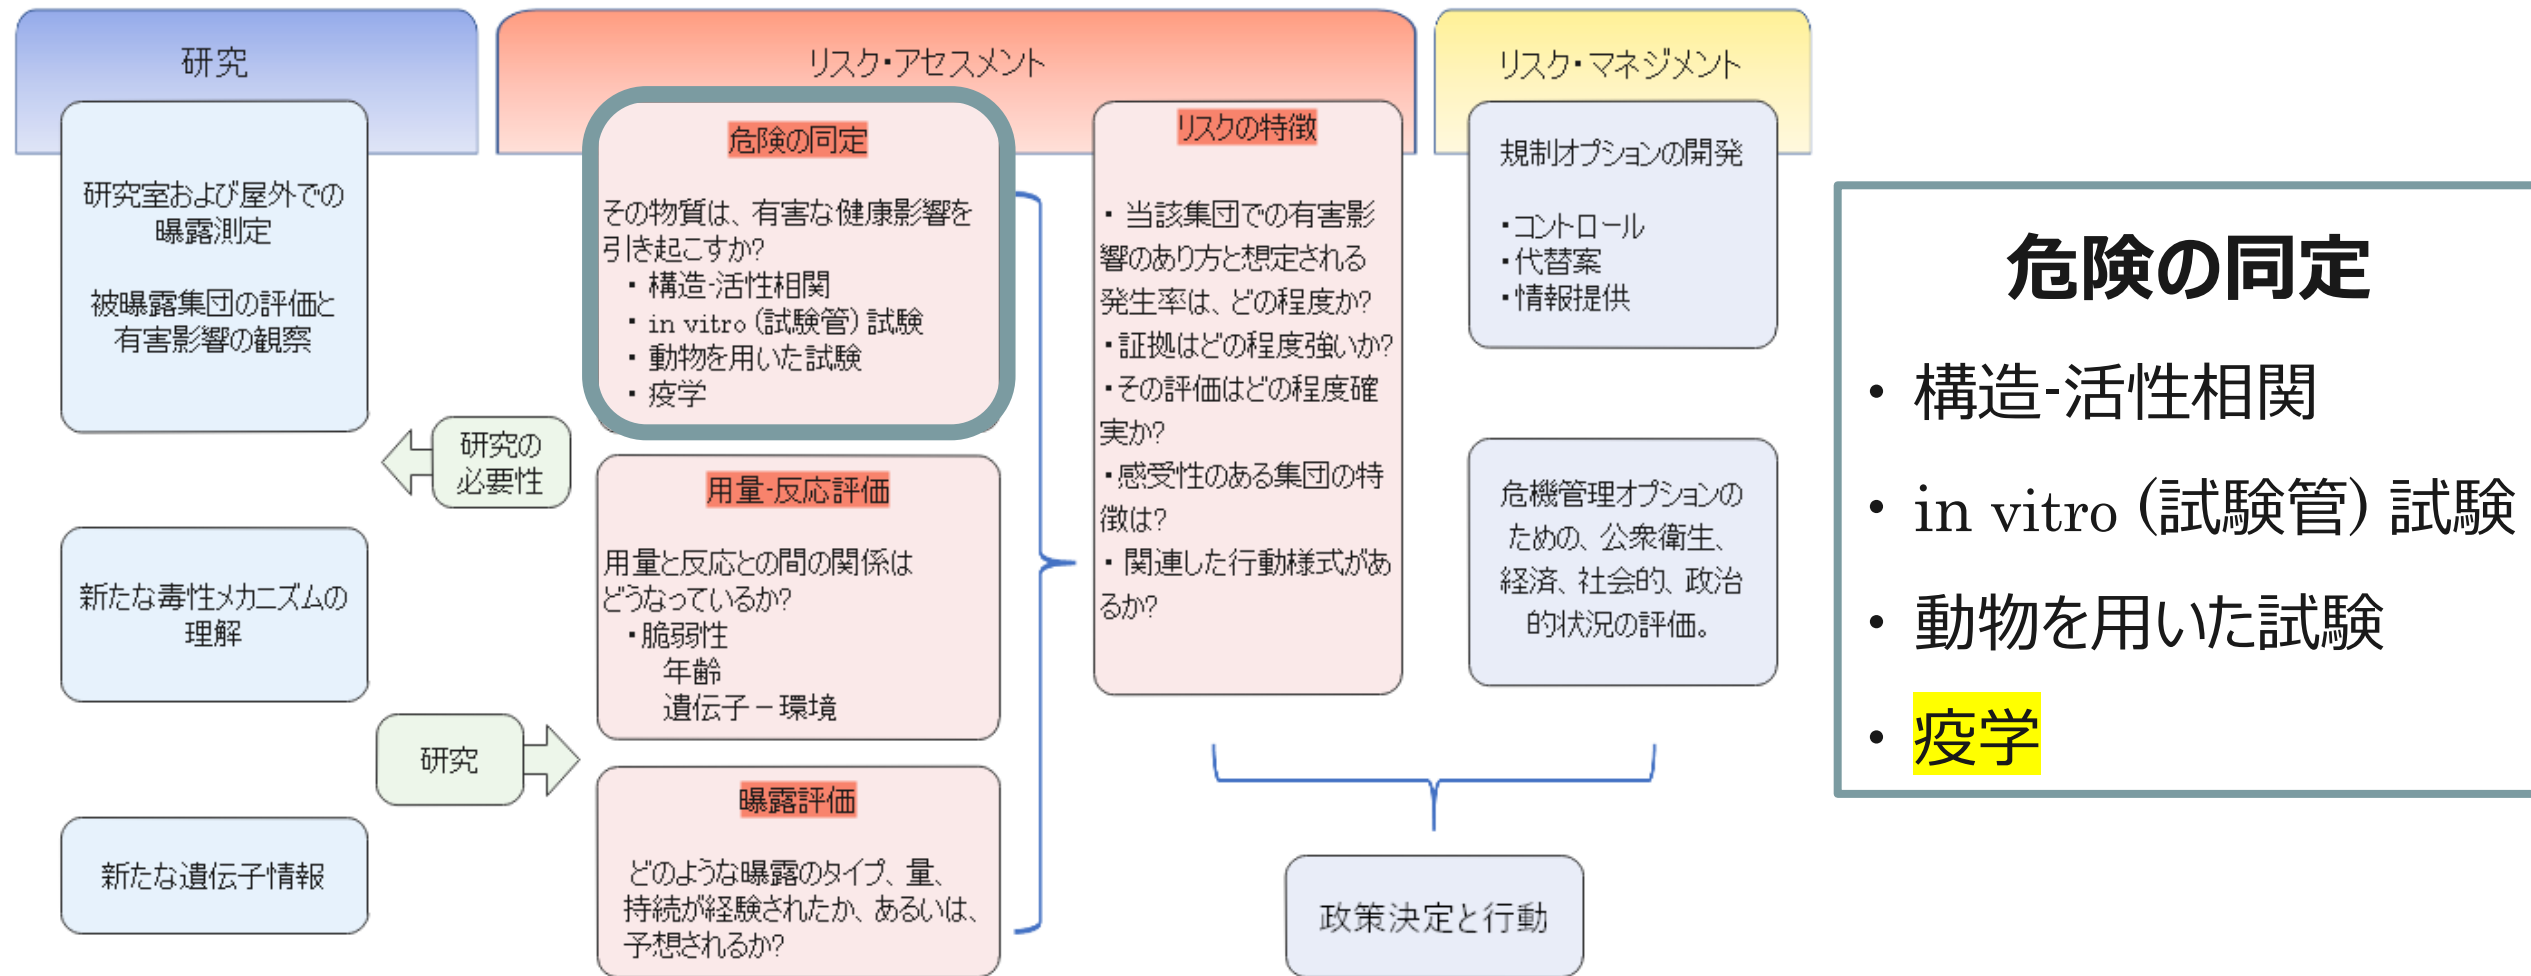 研究
研究室および屋外での
曝露測定
被曝露集団の評価と
有害影響の観察
新たな毒性メカニズムの
理解
新たな遺伝子情報
研究の
必要性
研究
リスク・アセスメント
危険の同定
その物質は、有害な健康影響を
引き起こすか?
・構造-活性相関
・in vitro (試験管) 試験
・動物を用いた試験
・疫学
用量-反応評価
用量と反応との間の関係は
どうなっているか?
・脆弱性
年齢
遺伝子－環境
曝露評価
どのような曝露のタイプ、量、
持続が経験されたか、あるいは、
予想されるか?
リスクの特徴
・当該集団での有害影
響のあり方と想定される
発生率は、どの程度か?
・証拠はどの程度強いか?
・その評価はどの程度確
実か?
・感受性のある集団の特
徴は?
・関連した行動様式があ
るか?
リスク・マネジメント
規制オプションの開発
・コントロール
・代替案
・情報提供
危機管理オプションの
ための、公衆衛生、
経済、社会的、政治
的状況の評価。
政策決定と行動
危険の同定
・構造-活性相関
・in vitro (試験管) 試験
・動物を用いた試験
・疫学